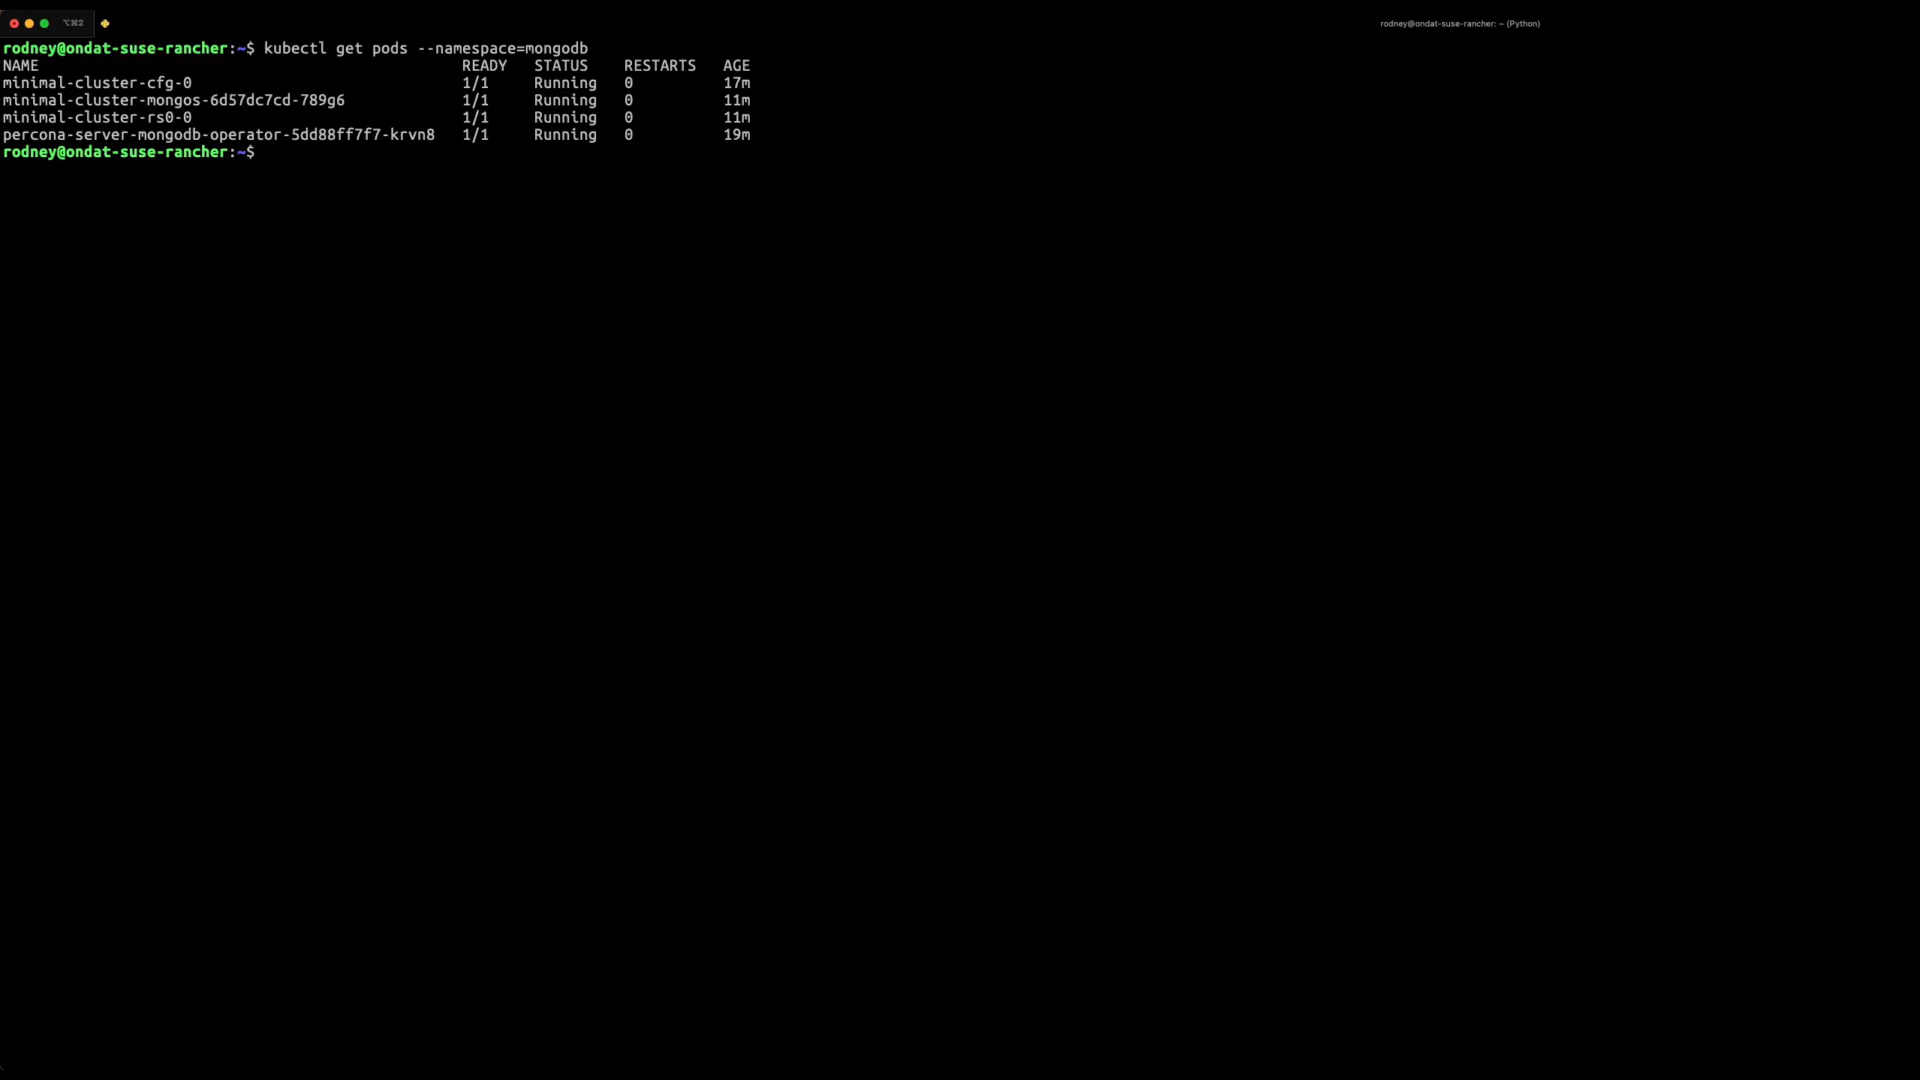 ⌥⌘2
rodney@ondat-suse-rancher: ~ (Python)
rodney@ondat-suse-rancher:~$ kubectl get pods --namespace=mongodb
NAME READY STATUS RESTARTS AGE
minimal-cluster-cfg-0 1/1 Running 0 17m
minimal-cluster-mongos-6d57dc7cd-789g6 1/1 Running 0 11m
minimal-cluster-rs0-0 1/1 Running 0 11m
percona-server-mongodb-operator-5dd88ff7f7-krvn8 1/1 Running 0 19m
rodney@ondat-suse-rancher:~$